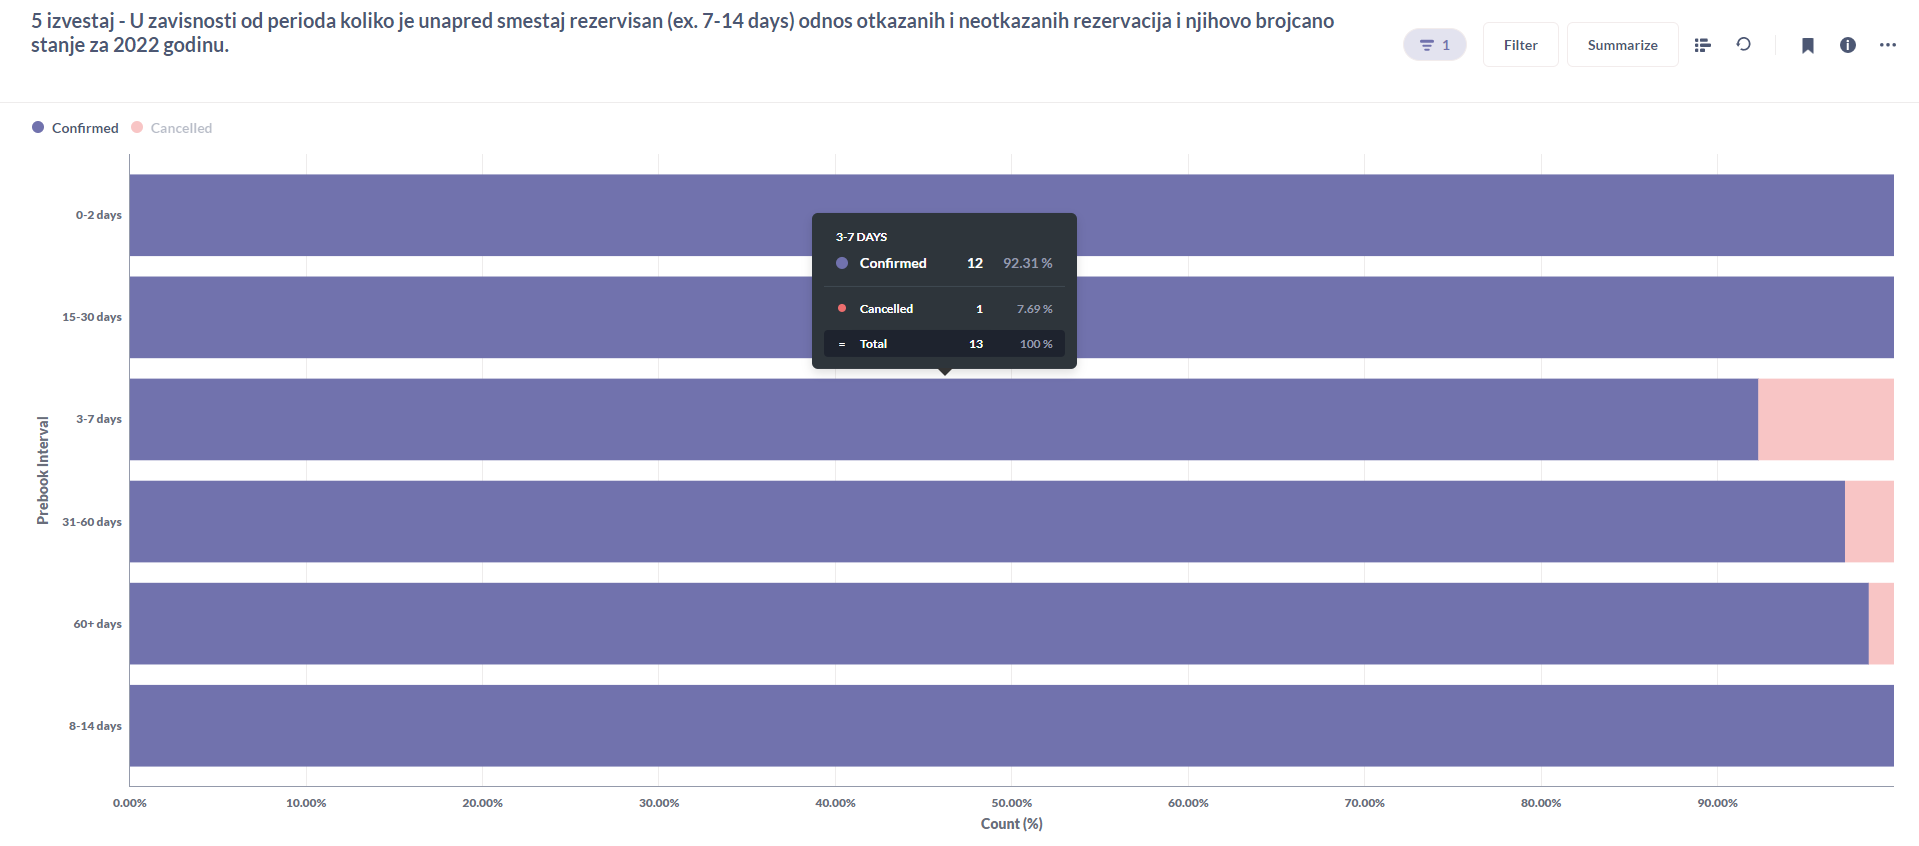 5 izvestaj - U zavisnosti od perioda koliko je unapred smestaj rezervisan (ex. 7-14 days) odnos otkazanih i neotkazanih rezervacija i njihovo brojcano
stanje za 2022 godinu.
1
Filter
Summarize
Confirmed
Cancelled
Prebook Interval
0-2 days
15-30 days
3-7 days
31-60 days
60+ days
8-14 days
3-7 DAYS
Confirmed 12 92.31 %
Cancelled 1 7.69 %
= Total 13 100 %
0.00% 10.00% 20.00% 30.00% 40.00% 50.00% 60.00% 70.00% 80.00% 90.00%
Count (%)